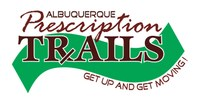 ALBUQUERQUE
Prescription
TRAILS
GET UP AND GET MOVING!